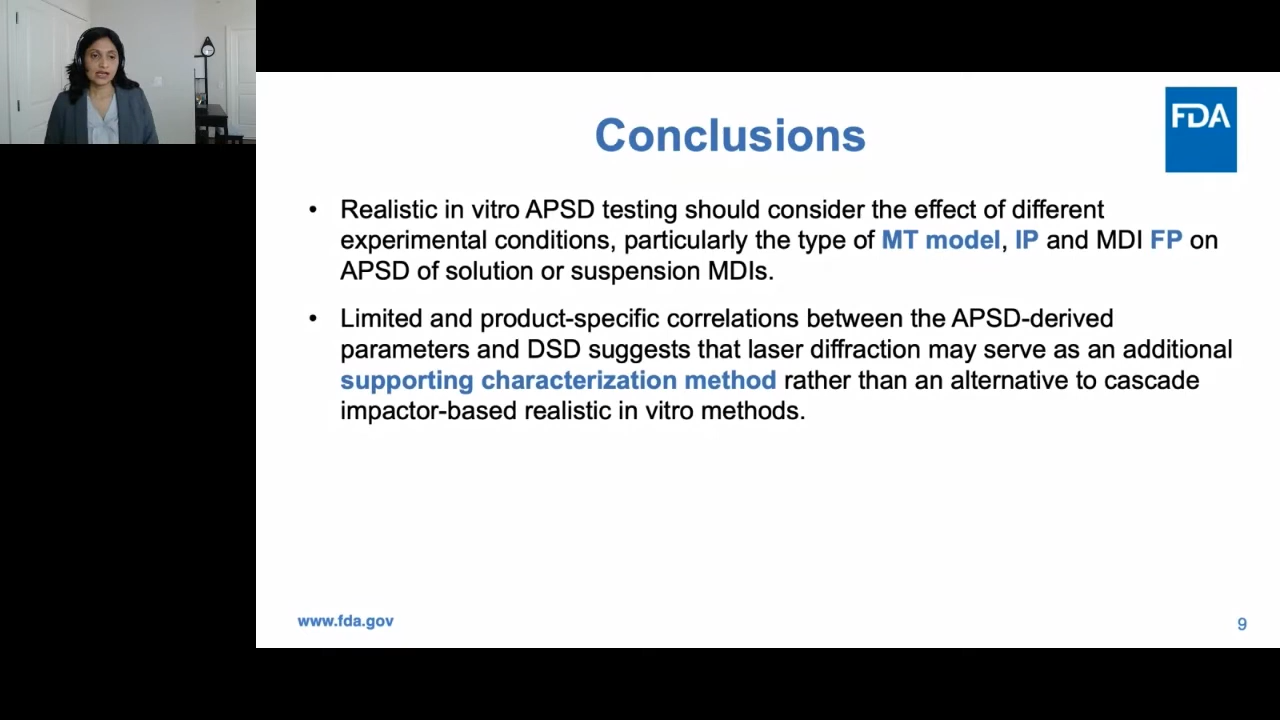 FDA
Conclusions
• Realistic in vitro APSD testing should consider the effect of different
experimental conditions, particularly the type of MT model, IP and MDI FP on
APSD of solution or suspension MDIs.
• Limited and product-specific correlations between the APSD-derived
parameters and DSD suggests that laser diffraction may serve as an additional
supporting characterization method rather than an alternative to cascade
impactor-based realistic in vitro methods.
www.fda.gov
9